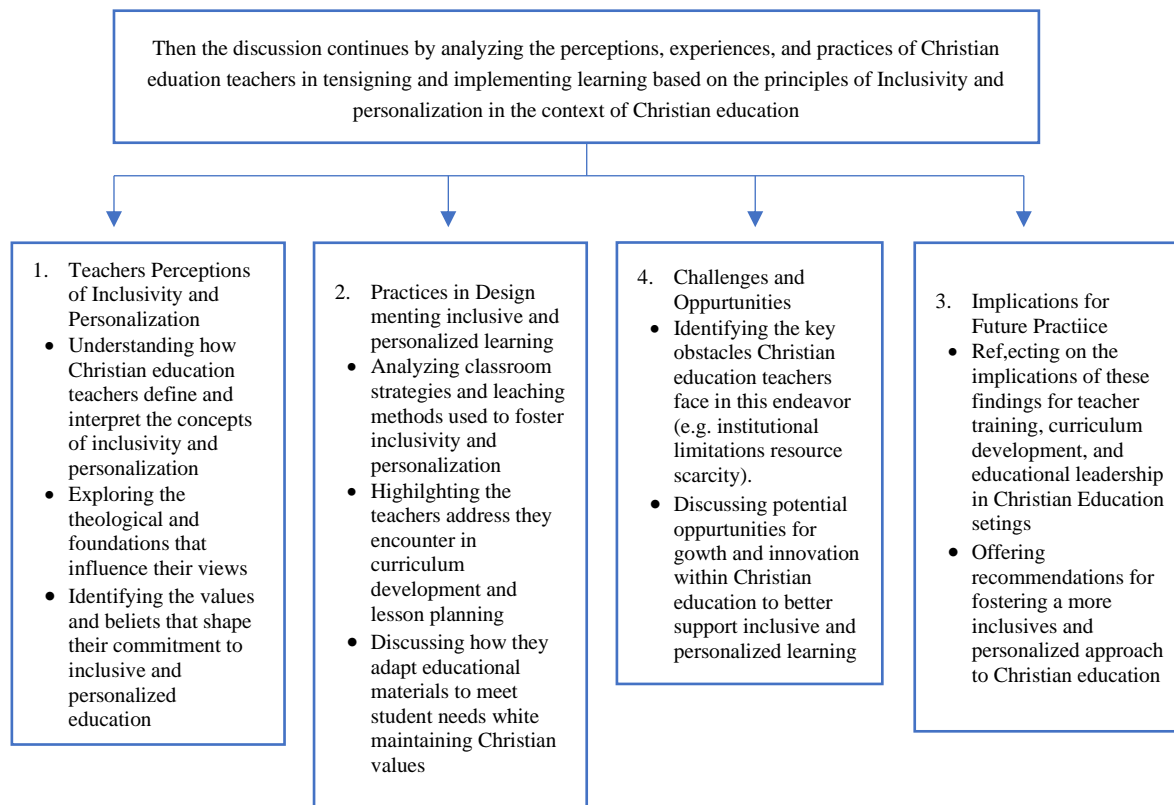 Then the discussion continues by analyzing the perceptions, experiences, and practices of Christian
eduation teachers in tensigning and implementing learning based on the principles of Inclusivity and
personalization in the context of Christian education
1. Teachers Perceptions
of Inclusivity and
Personalization
• Understanding how
Christian education
teachers define and
interpret the concepts
of inclusivity and
personalization
• Exploring the
theological and
foundations that
influence their views
• Identifying the values
and beliefs that shape
their commitment to
inclusive and
personalized
education
2. Practices in Design
menting inclusive and
personalized learning
• Analyzing classroom
strategies and leaching
methods used to foster
inclusivity and
personalization
• Highilghting the
teachers address they
encounter in
curriculum
development and
lesson planning
• Discussing how they
adapt educational
materials to meet
student needs white
maintaining Christian
values
4. Challenges and
Oppurtunities
• Identifying the key
obstacles Christian
education teachers
face in this endeavor
(e.g. institutional
limitations resource
scarcity).
• Discussing potential
oppurtunities for
gowth and innovation
within Christian
education to better
support inclusive and
personalized learning
3. Implications for
Future Practiice
• Ref,ecting on the
implications of these
findings for teacher
training, curriculum
development, and
educational leadership
in Christian Education
setings
• Offering
recommendations for
fostering a more
inclusives and
personalized approach
to Christian education